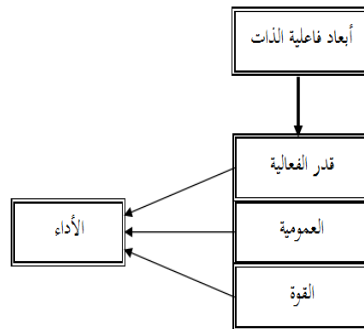 أبعاد فاعلية الذات
قدر الفعالية
العمومية
القوة
الأداء